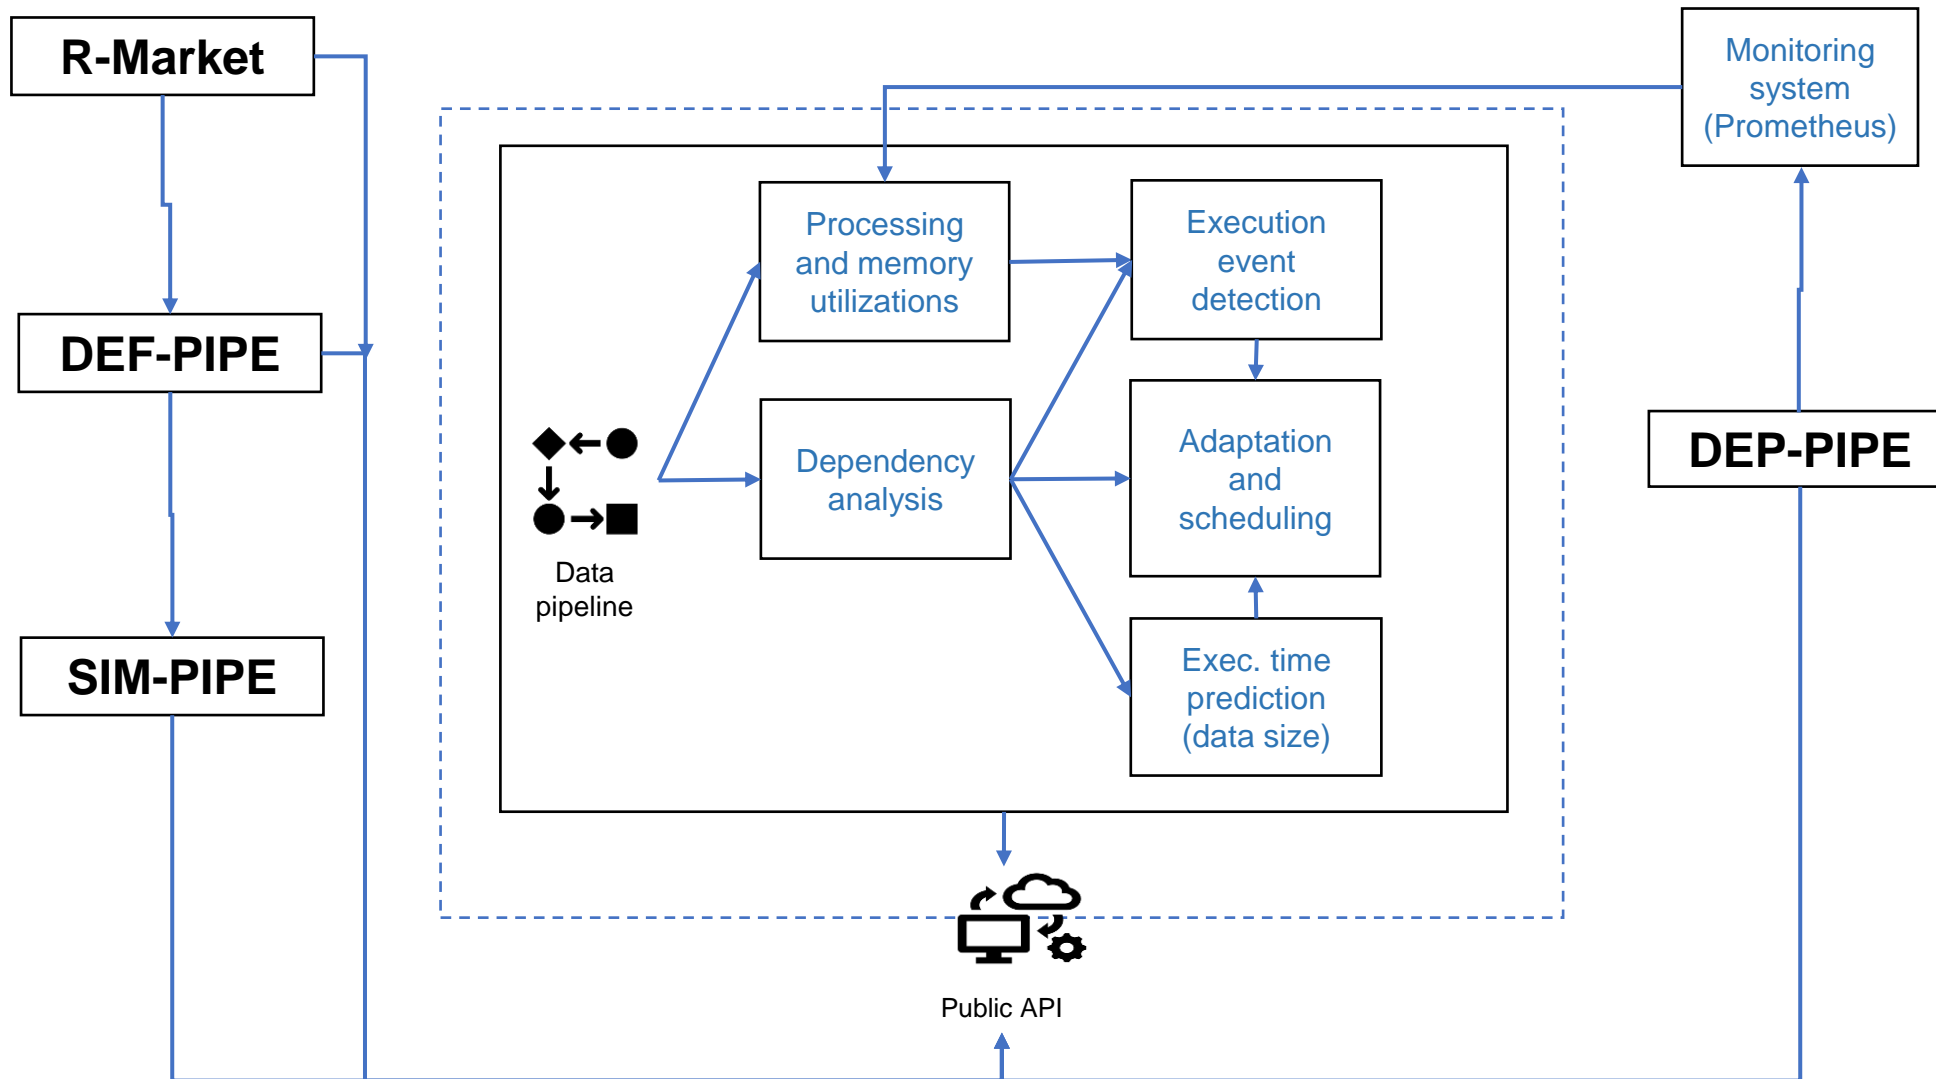 R-Market
Monitoring
system
(Prometheus)
Processing
and memory
utilizations
Execution
event
detection
DEF-PIPE
Dependency
analysis
Adaptation
and
scheduling
DEP-PIPE
Data
pipeline
SIM-PIPE
Exec. time
prediction
(data size)
Public API